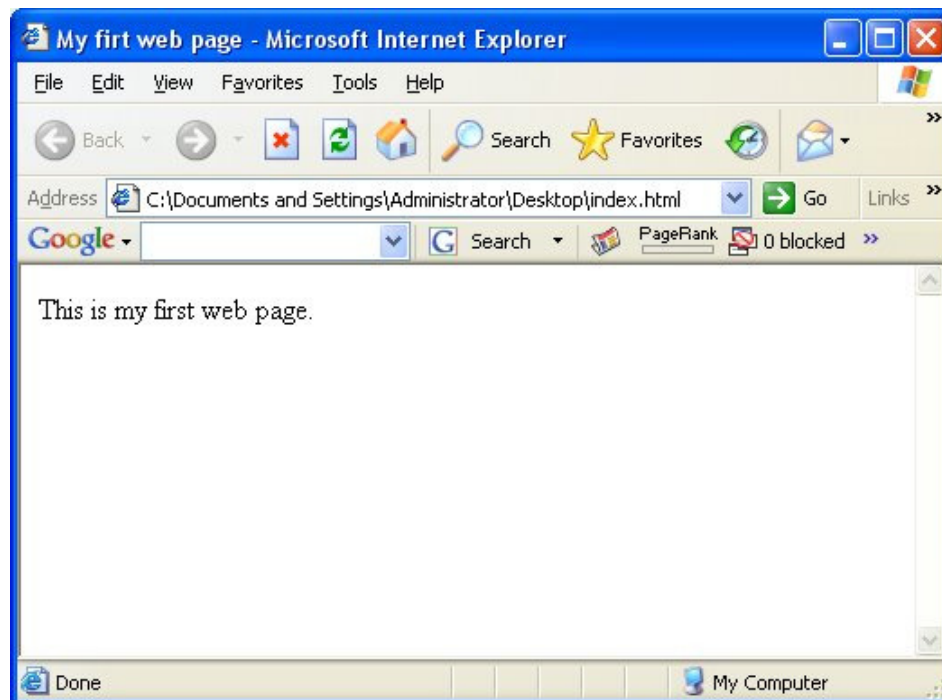 My firt web page - Microsoft Internet Explorer
File Edit View Favorites Tools Help
Back Search Favorites »
Address C:\Documents and Settings\Administrator\Desktop\index.html Go Links »
Google G Search PageRank 0 blocked »
This is my first web page.
Done My Computer